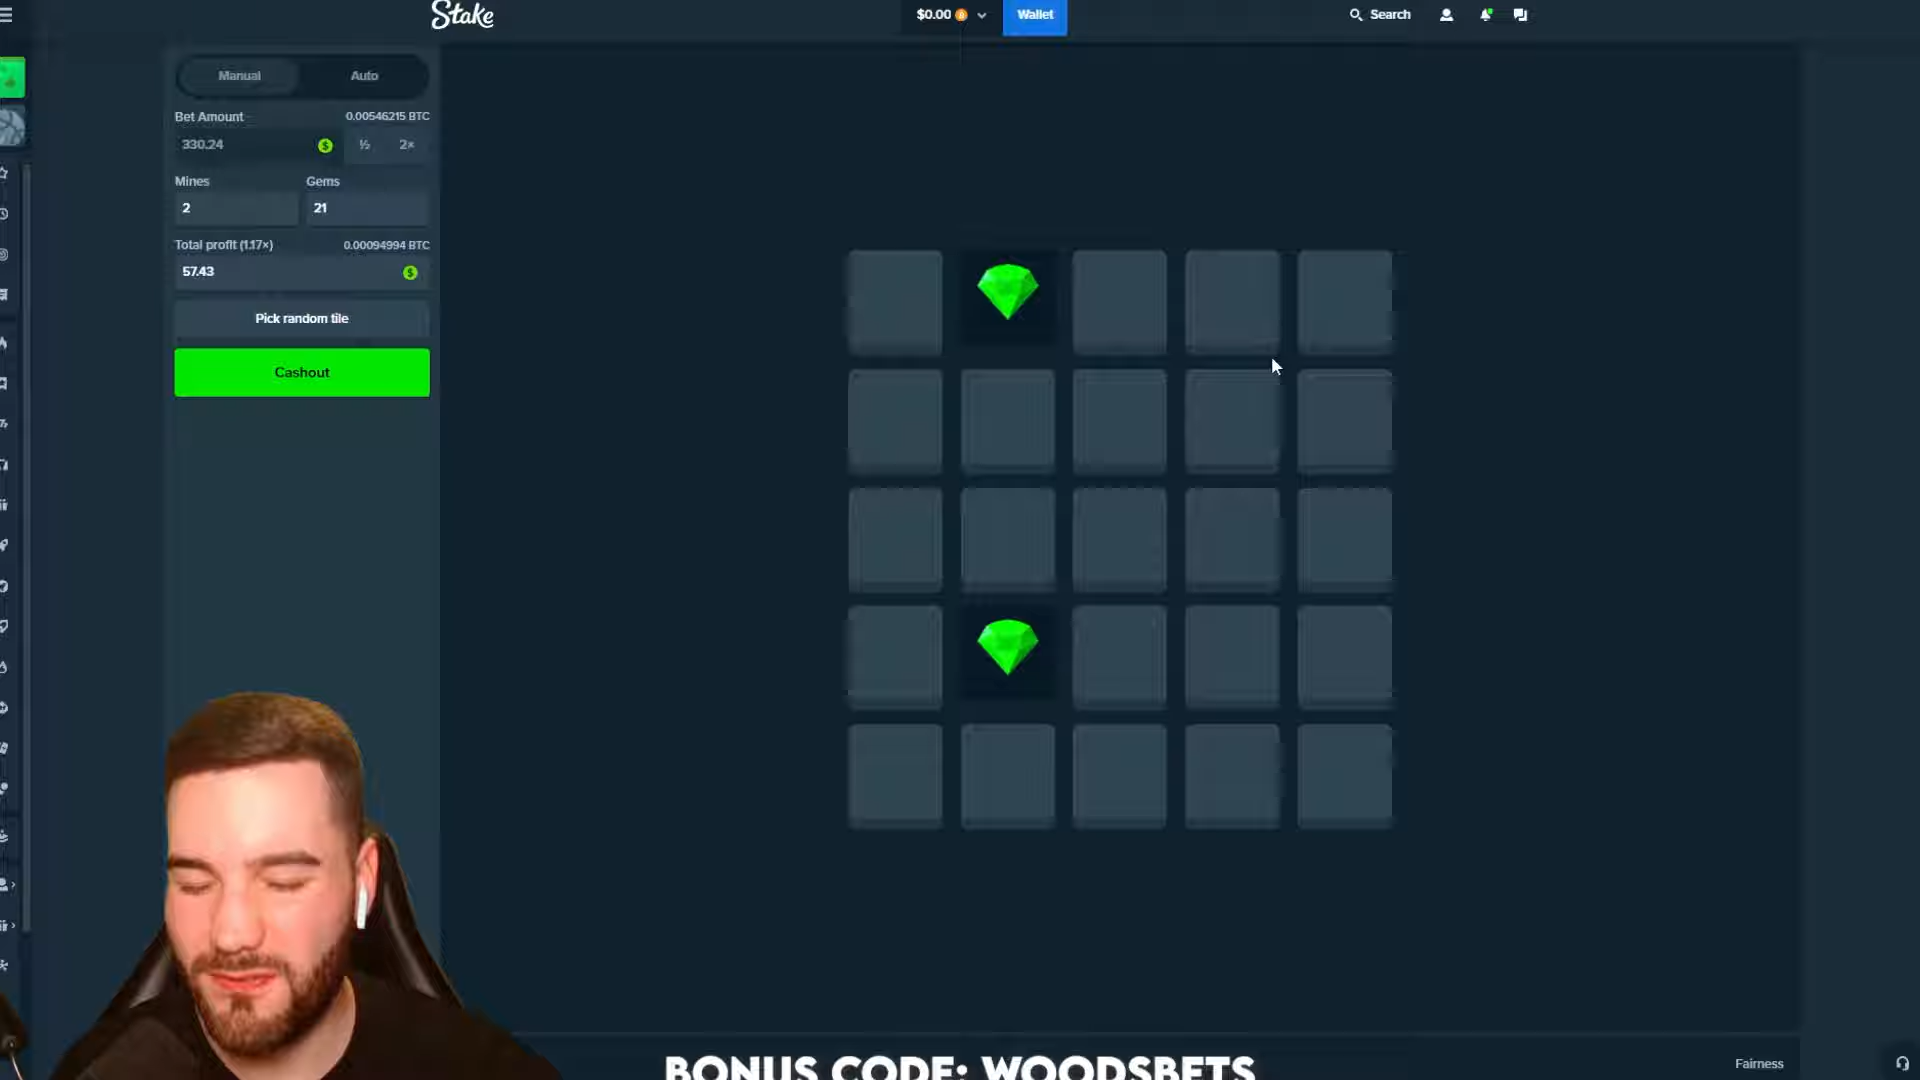 Stake
$0.00
Wallet
Search
Manual
Auto
Bet Amount
0.00546215 BTC
330.24
½
2×
Mines
Gems
2
21
Total profit (1.17×)
0.00094994 BTC
57.43
Pick random tile
Cashout
BONUS CODE: WOODSBETS
Fairness